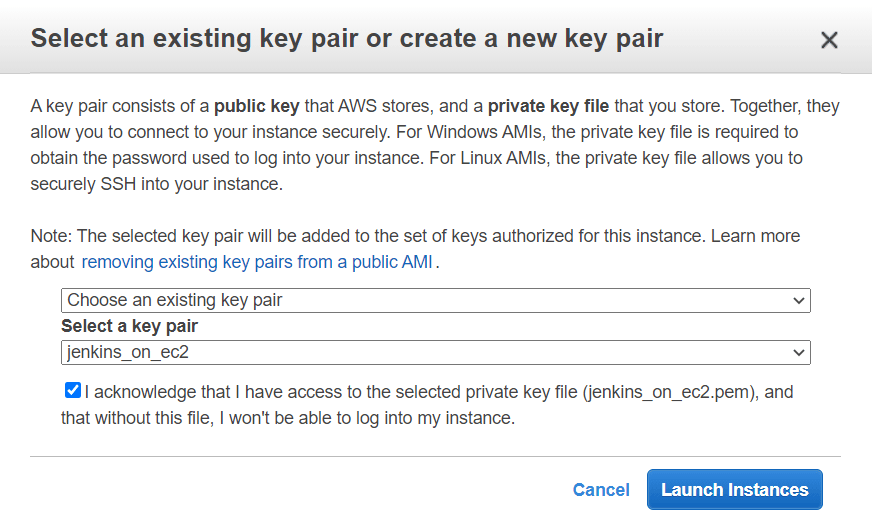 Select an existing key pair or create a new key pair
A key pair consists of a public key that AWS stores, and a private key file that you store. Together, they
allow you to connect to your instance securely. For Windows AMIs, the private key file is required to
obtain the password used to log into your instance. For Linux AMIs, the private key file allows you to
securely SSH into your instance.
Note: The selected key pair will be added to the set of keys authorized for this instance. Learn more
about removing existing key pairs from a public AMI.
Choose an existing key pair
Select a key pair
jenkins_on_ec2
I acknowledge that I have access to the selected private key file (jenkins_on_ec2.pem), and
that without this file, I won't be able to log into my instance.
Cancel Launch Instances